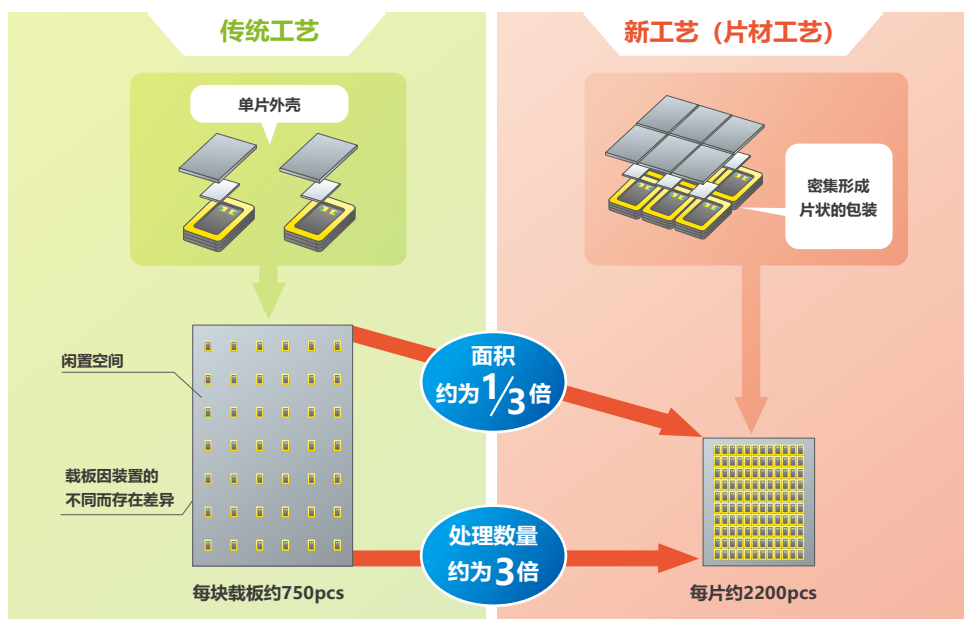 传统工艺
单片外壳
闲置空间
载板因装置的
不同而存在差异
每块载板约750pcs
面积
约为1/3倍
处理数量
约为3倍
新工艺（片材工艺）
密集形成
片状的包装
每片约2200pcs